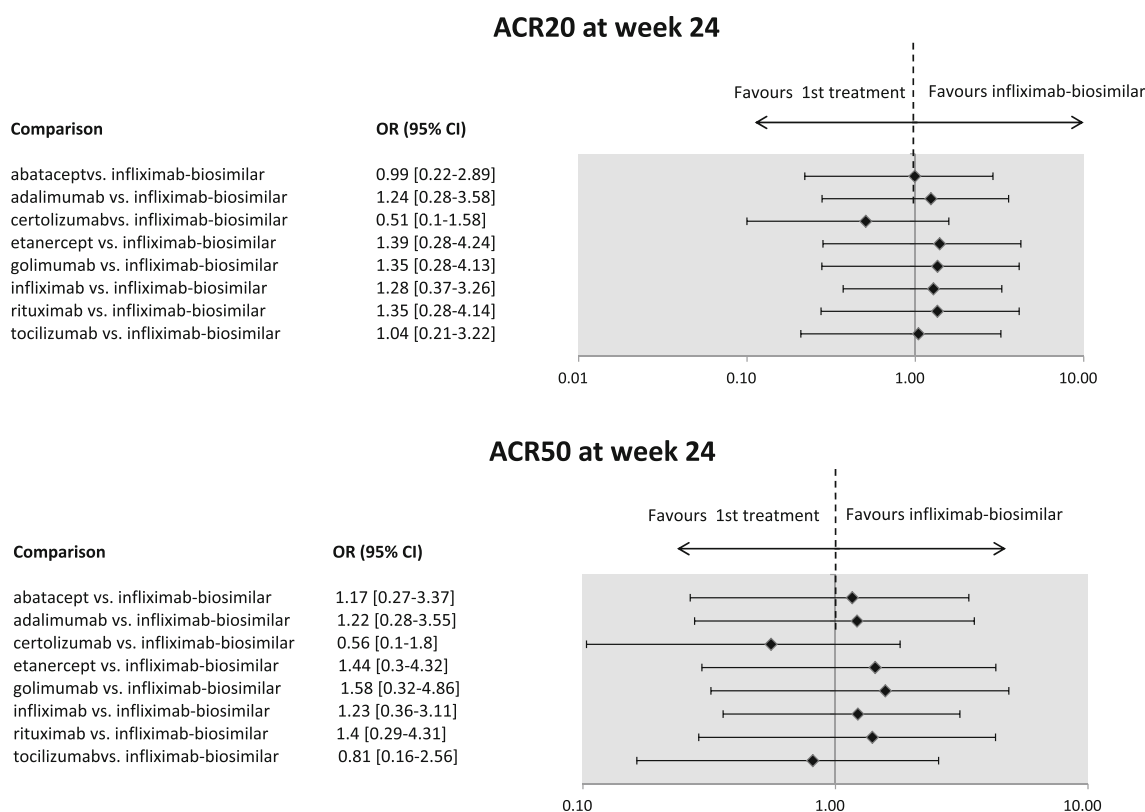 ACR20 at week 24
Favours 1st treatment Favours infliximab-biosimilar
Comparison OR (95% CI)
abataceptvs. infliximab-biosimilar 0.99 [0.22-2.89]
adalimumab vs. infliximab-biosimilar 1.24 [0.28-3.58]
certolizumabvs. infliximab-biosimilar 0.51 [0.1-1.58]
etanercept vs. infliximab-biosimilar 1.39 [0.28-4.24]
golimumab vs. infliximab-biosimilar 1.35 [0.28-4.13]
infliximab vs. infliximab-biosimilar 1.28 [0.37-3.26]
rituximab vs. infliximab-biosimilar 1.35 [0.28-4.14]
tocilizumab vs. infliximab-biosimilar 1.04 [0.21-3.22]
0.01 0.10 1.00 10.00
ACR50 at week 24
Favours 1st treatment Favours infliximab-biosimilar
Comparison OR (95% CI)
abatacept vs. infliximab-biosimilar 1.17 [0.27-3.37]
adalimumab vs. infliximab-biosimilar 1.22 [0.28-3.55]
certolizumab vs. infliximab-biosimilar 0.56 [0.1-1.8]
etanercept vs. infliximab-biosimilar 1.44 [0.3-4.32]
golimumab vs. infliximab-biosimilar 1.58 [0.32-4.86]
infliximab vs. infliximab-biosimilar 1.23 [0.36-3.11]
rituximab vs. infliximab-biosimilar 1.4 [0.29-4.31]
tocilizumabvs. infliximab-biosimilar 0.81 [0.16-2.56]
0.10 1.00 10.00